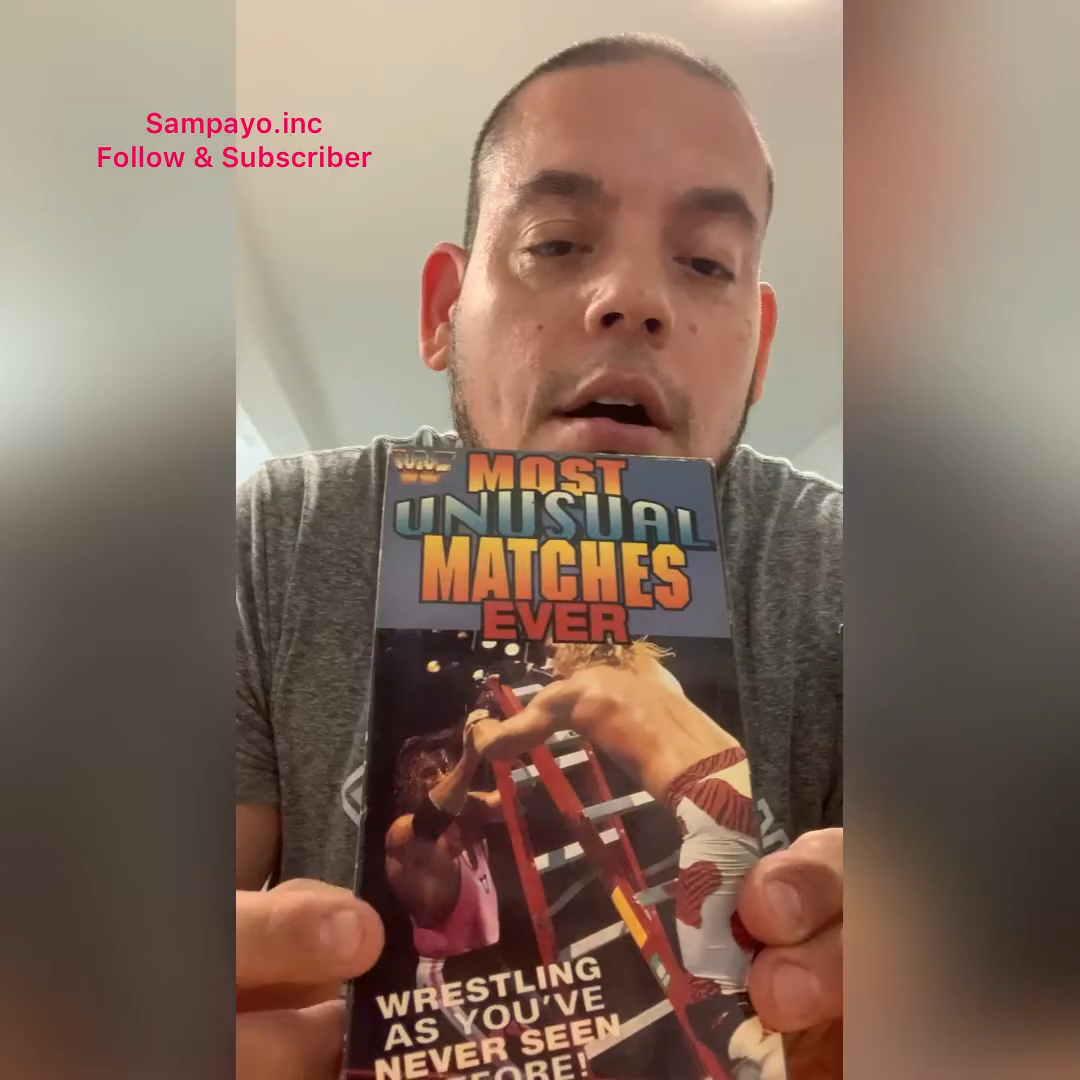 Sampayo.inc
Follow & Subscriber
MOST
UNUSUAL
MATCHES
EVER
WRESTLING
AS YOU'VE
NEVER SEEN